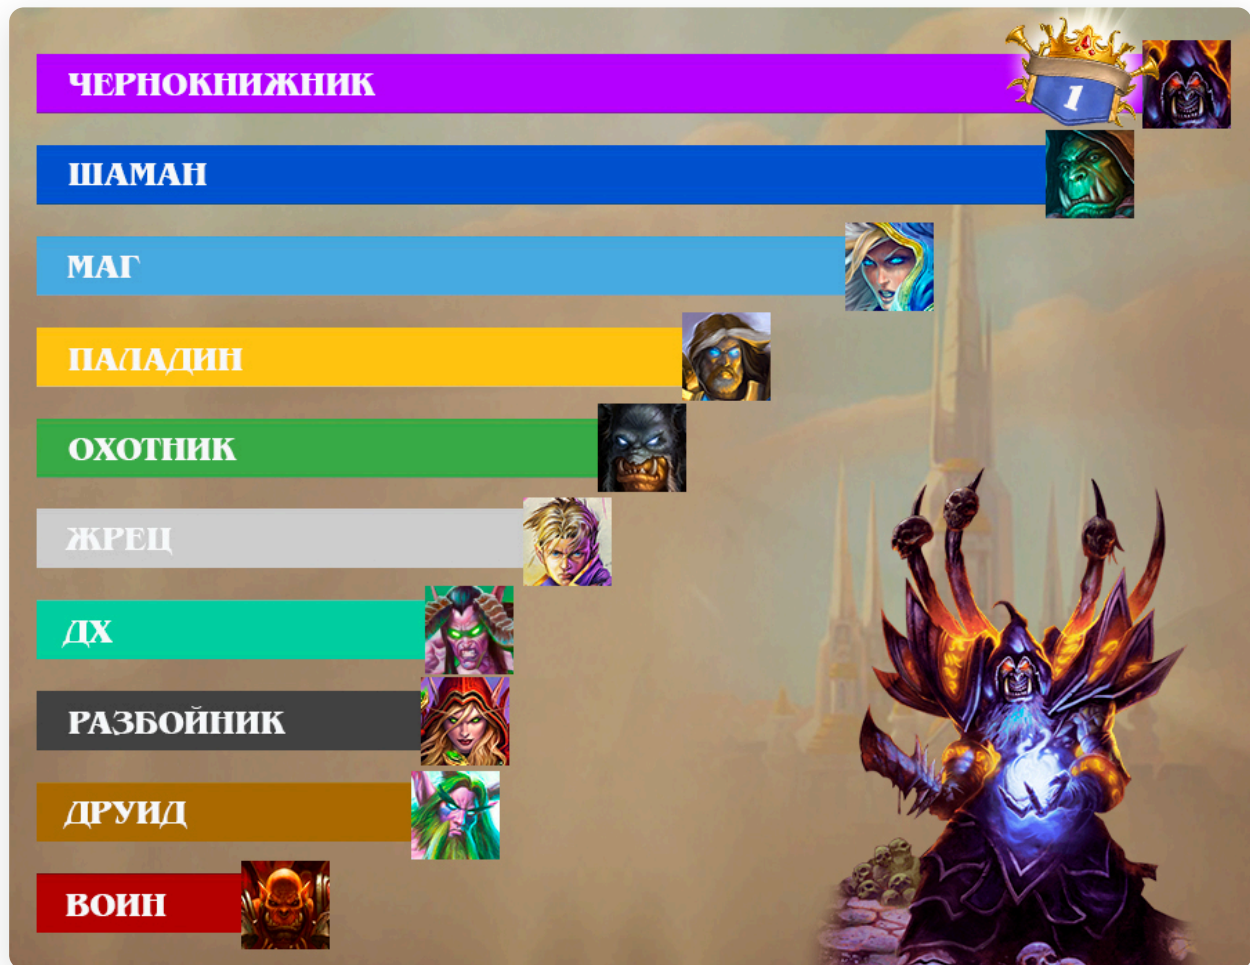 ЧЕРНОКНИЖНИК
1
ШАМАН
МАГ
ПАЛАДИН
ОХОТНИК
ЖРЕЦ
ДХ
РАЗБОЙНИК
ДРУИД
ВОИН